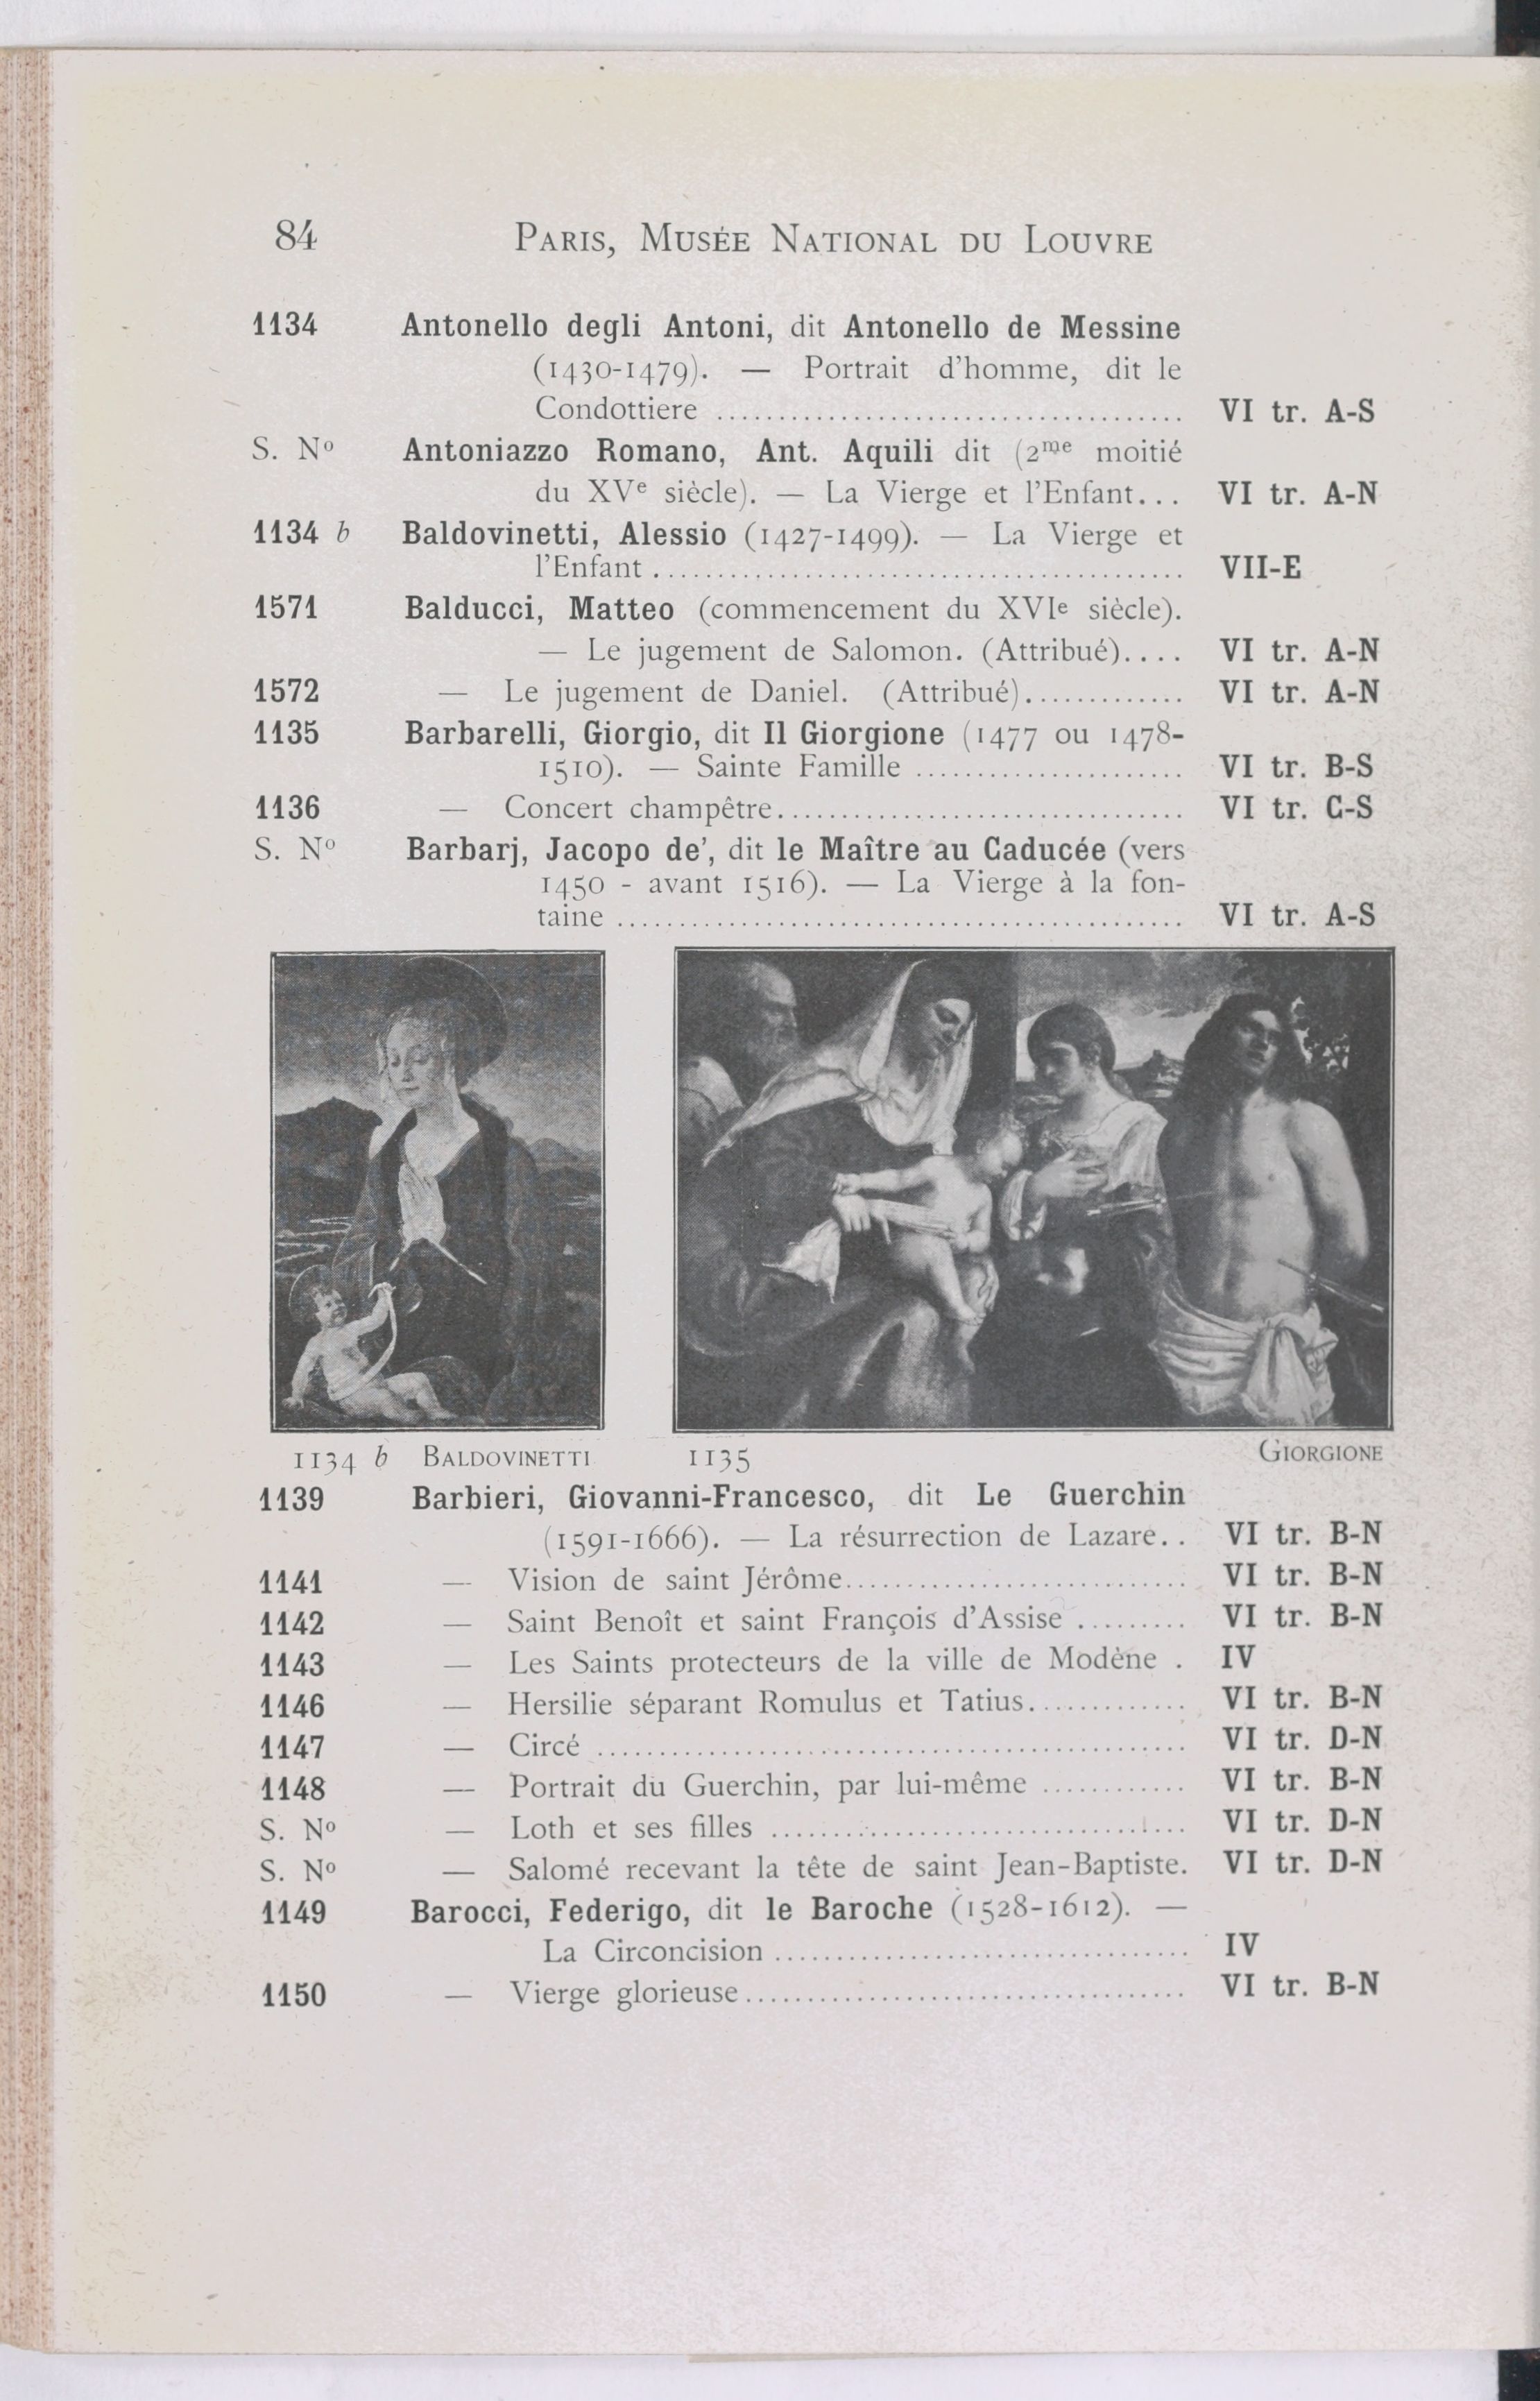 84 PARIS, MUSÉE NATIONAL DU LOUVRE
1134 Antonello degli Antoni, dit Antonello de Messine
(1430-1479). — Portrait d'homme, dit le
Condottiere ........................................ VI tr. A-S
S. Nº Antoniazzo Romano, Ant. Aquili dit (2me moitié
du XVe siècle). — La Vierge et l'Enfant... VI tr. A-N
1134 b Baldovinetti, Alessio (1427-1499). — La Vierge et
l'Enfant ........................................ VII-E
1571 Balducci, Matteo (commencement du XVIe siècle).
— Le jugement de Salomon. (Attribué).... VI tr. A-N
1572 — Le jugement de Daniel. (Attribué)............. VI tr. A-N
1135 Barbarelli, Giorgio, dit Il Giorgione (1477 ou 1478-
1510). — Sainte Famille ...................... VI tr. B-S
1136 — Concert champêtre................................. VI tr. C-S
S. Nº Barbarj, Jacopo de', dit le Maître au Caducée (vers
1450 - avant 1516). — La Vierge à la fon-
taine ............................................. VI tr. A-S
1134 b BALDOVINETTI 1135 GIORGIONE
1139 Barbieri, Giovanni-Francesco, dit Le Guerchin
(1591-1666). — La résurrection de Lazare.. VI tr. B-N
1141 — Vision de saint Jérôme............................ VI tr. B-N
1142 — Saint Benoît et saint François d'Assise ......... VI tr. B-N
1143 — Les Saints protecteurs de la ville de Modène . IV
1146 — Hersilie séparant Romulus et Tatius............. VI tr. B-N
1147 — Circé ................................................ VI tr. D-N
1148 — Portrait du Guerchin, par lui-même ............ VI tr. B-N
S. Nº — Loth et ses filles .................................. VI tr. D-N
S. Nº — Salomé recevant la tête de saint Jean-Baptiste. VI tr. D-N
1149 Barocci, Federigo, dit le Baroche (1528-1612). —
La Circoncision .................................. IV
1150 — Vierge glorieuse.................................... VI tr. B-N